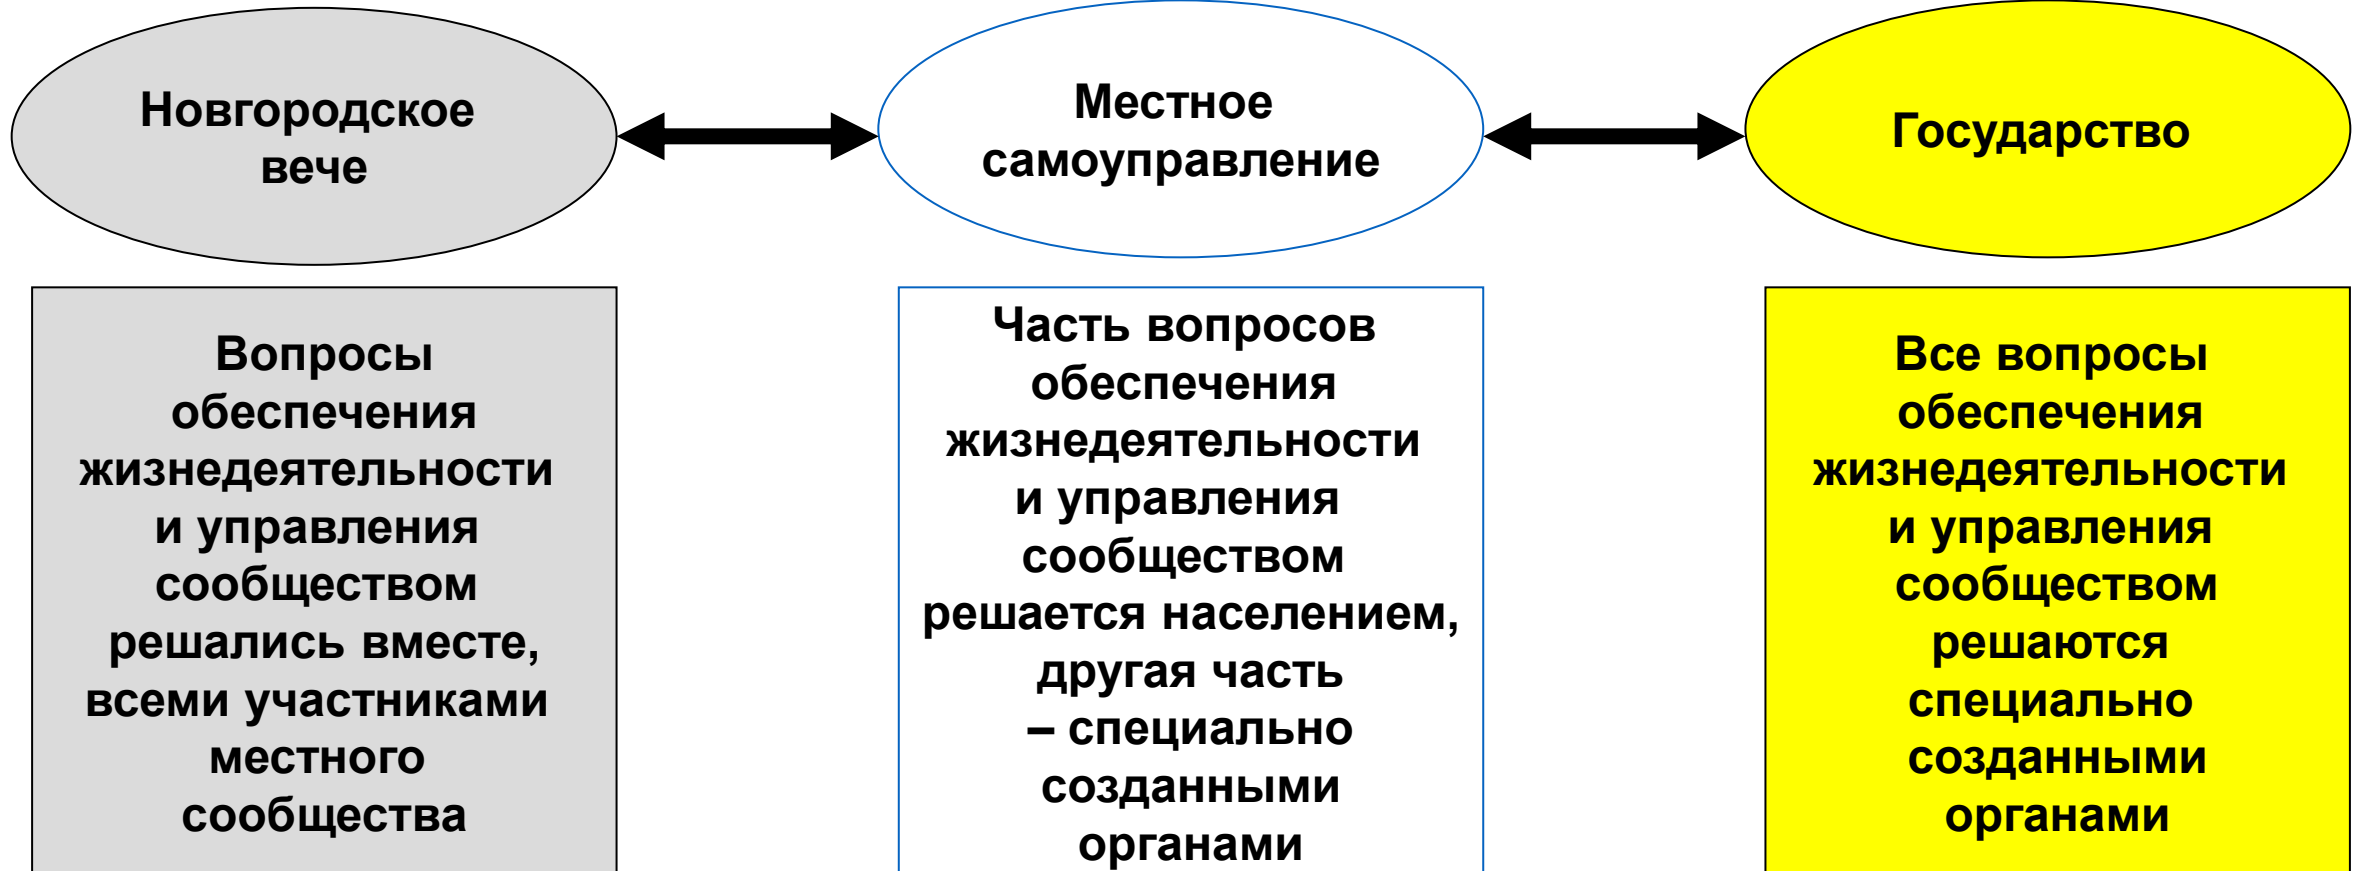 Новгородское
вече
Местное
самоуправление
Государство
Вопросы
обеспечения
жизнедеятельности
и управления
сообществом
решались вместе,
всеми участниками
местного
сообщества
Часть вопросов
обеспечения
жизнедеятельности
и управления
сообществом
решается населением,
другая часть
– специально
созданными
органами
Все вопросы
обеспечения
жизнедеятельности
и управления
сообществом
решаются
специально
созданными
органами